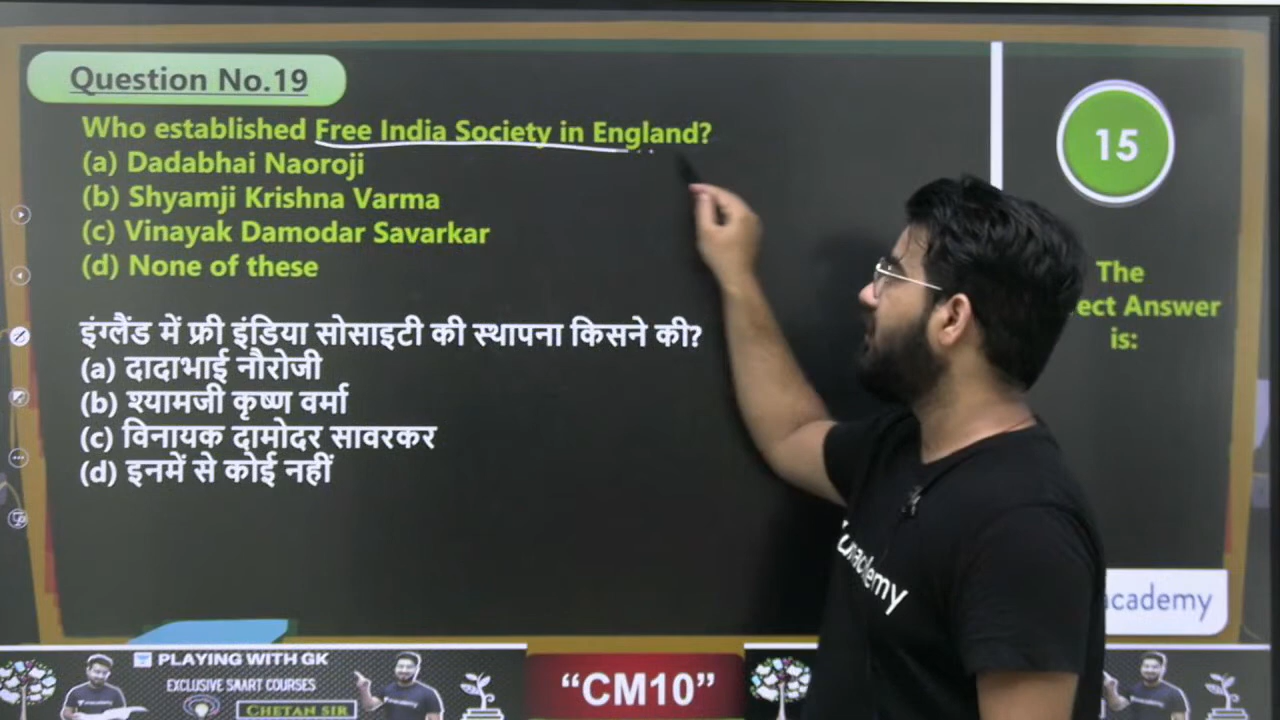 Question No.19
Who established Free India Society in England?
(a) Dadabhai Naoroji
(b) Shyamji Krishna Varma
(c) Vinayak Damodar Savarkar
(d) None of these
इंग्लैंड में फ्री इंडिया सोसाइटी की स्थापना किसने की?
(a) दादाभाई नौरोजी
(b) श्यामजी कृष्ण वर्मा
(c) विनायक दामोदर सावरकर
(d) इनमें से कोई नहीं
15
The
ect Answer
is:
unacademy
academy
PLAYING WITH GK
EXCLUSIVE SAART COURSES
CHETAN SIR
“CM10”